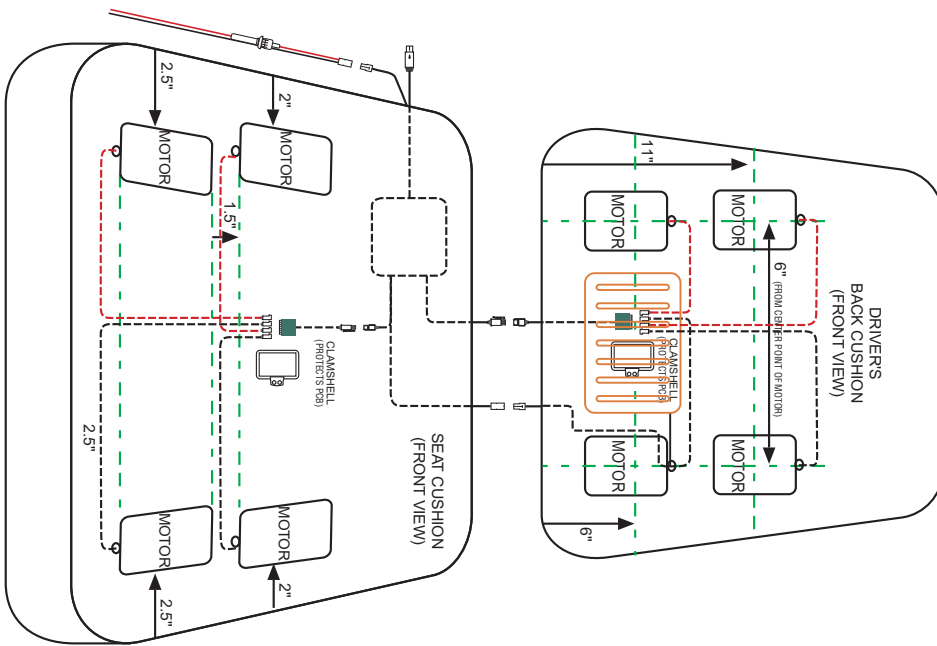 DRIVER'S
BACK CUSHION
(FRONT VIEW)
11"
MOTOR
MOTOR
6" (FROM CENTER POINT OF MOTOR)
CLAMSHELL
(PROTECTS PCB)
MOTOR
MOTOR
6"
SEAT CUSHION
(FRONT VIEW)
2.5"
2"
MOTOR
MOTOR
1.5"
CLAMSHELL
(PROTECTS PCB)
2.5"
MOTOR
MOTOR
2.5"
2"